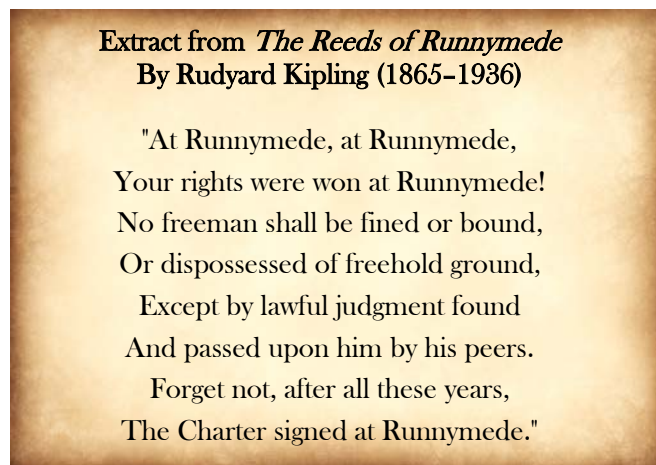 Extract from The Reeds of Runnymede
By Rudyard Kipling (1865–1936)
"At Runnymede, at Runnymede,
Your rights were won at Runnymede!
No freeman shall be fined or bound,
Or dispossessed of freehold ground,
Except by lawful judgment found
And passed upon him by his peers.
Forget not, after all these years,
The Charter signed at Runnymede."